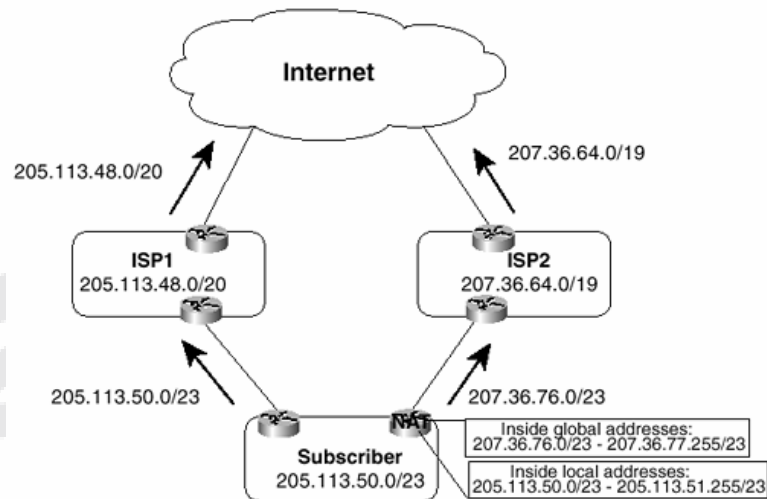 Internet
205.113.48.0/20
207.36.64.0/19
ISP1
205.113.48.0/20
ISP2
207.36.64.0/19
205.113.50.0/23
207.36.76.0/23
NAT
Inside global addresses:
207.36.76.0/23 - 207.36.77.255/23
Subscriber
205.113.50.0/23
Inside local addresses:
205.113.50.0/23 - 205.113.51.255/23